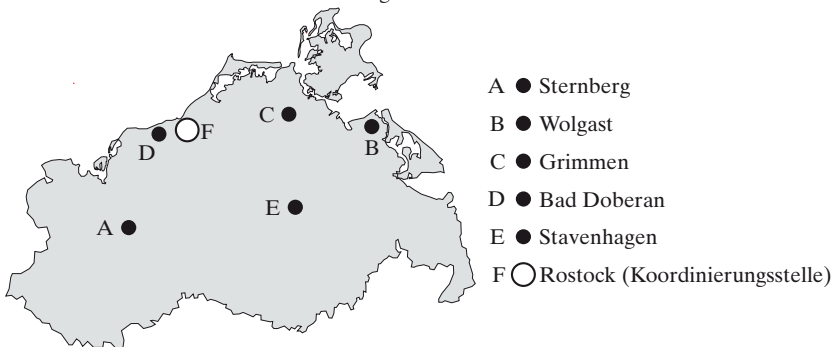 A ● Sternberg
B ● Wolgast
C ● Grimmen
D ● Bad Doberan
E ● Stavenhagen
F ○ Rostock (Koordinierungsstelle)
C
F
D
B
E
A